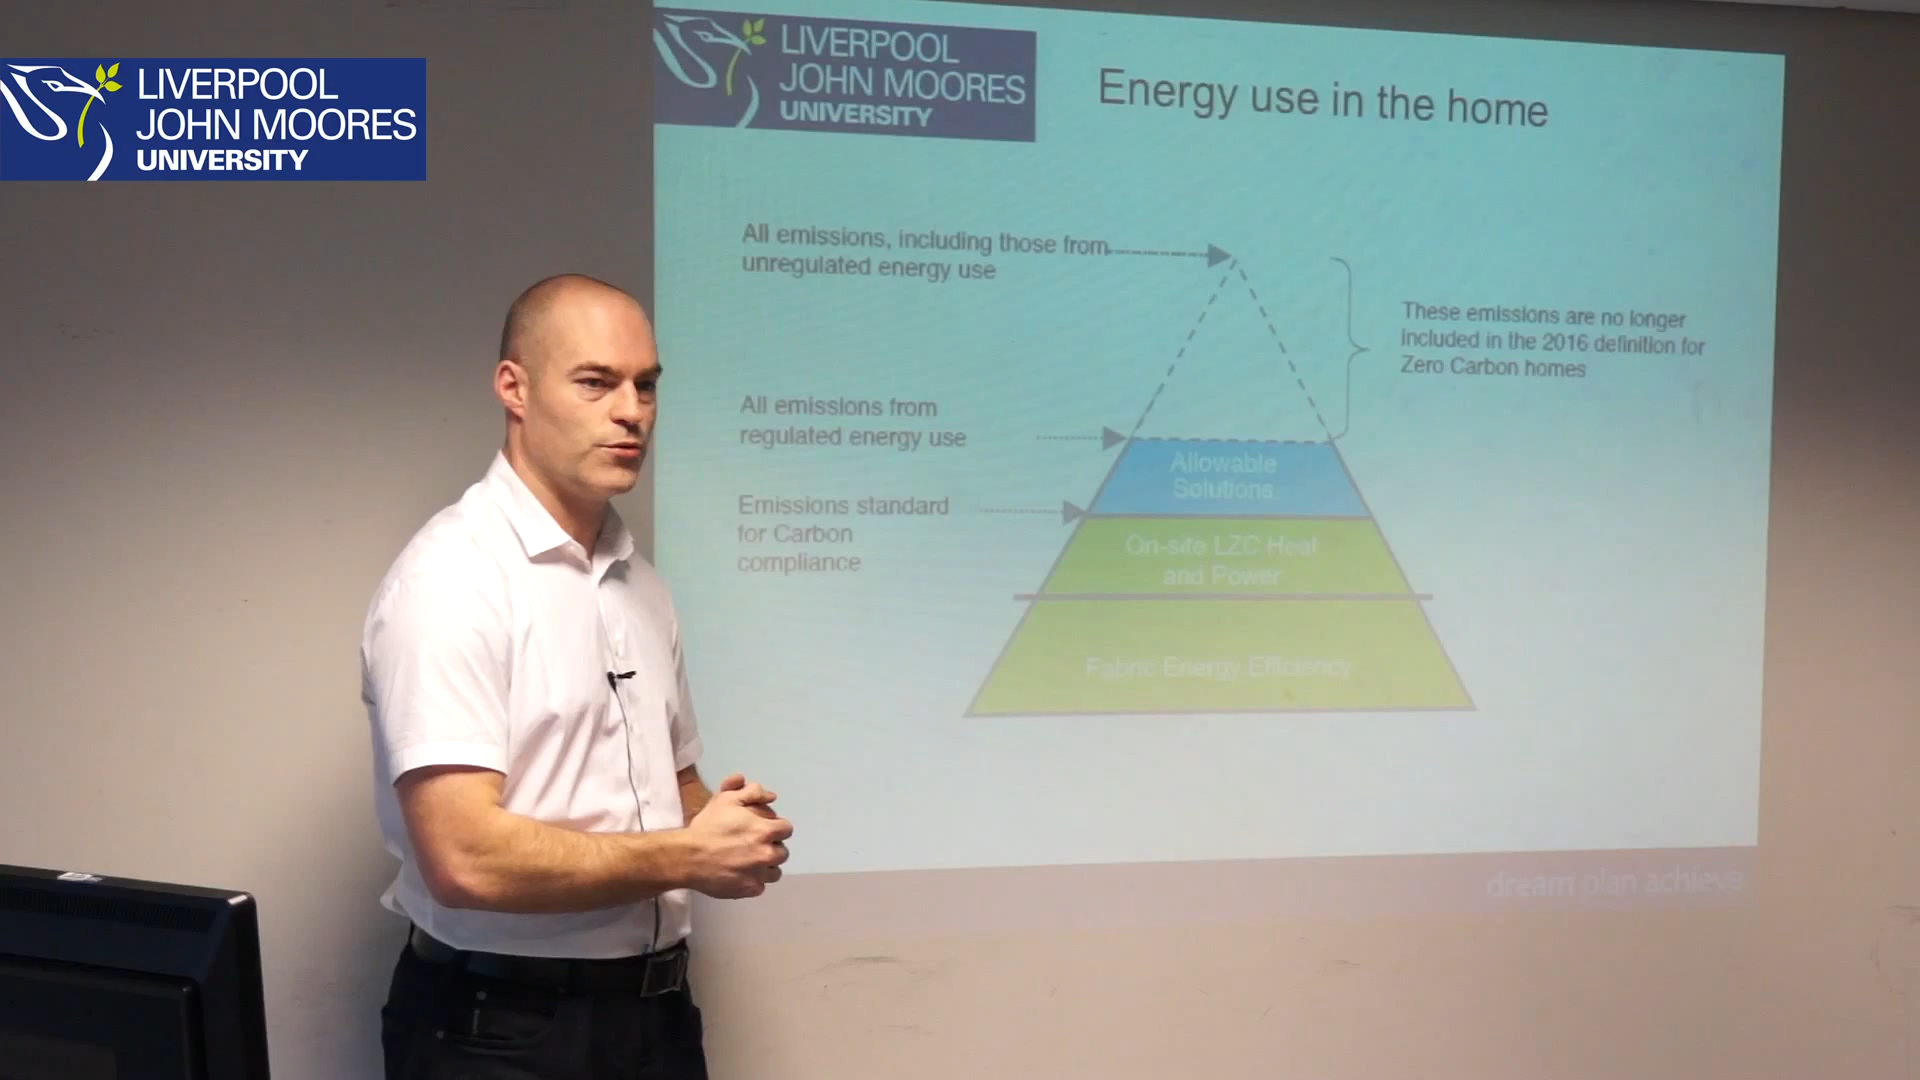 LIVERPOOL
JOHN MOORES
UNIVERSITY
LIVERPOOL
JOHN MOORES
UNIVERSITY
Energy use in the home
All emissions, including those from
unregulated energy use
These emissions are no longer
included in the 2016 definition for
Zero Carbon homes
All emissions from
regulated energy use
Allowable
Solutions
Emissions standard
for Carbon
compliance
On-site LZC Heat
and Power
Fabric Energy Efficiency
dream plan achieve